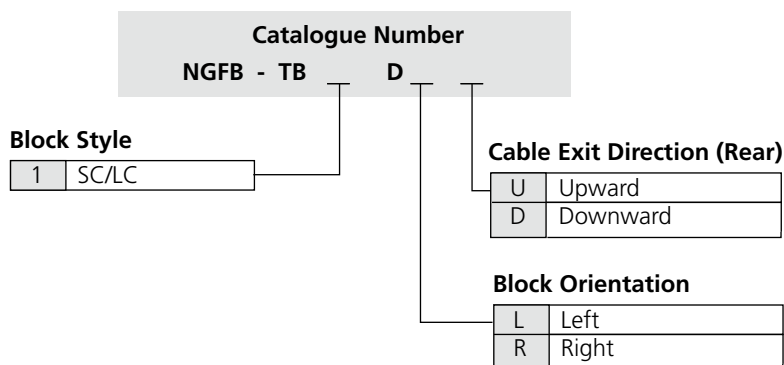 Catalogue Number
NGFB - TB _ D _ _
Block Style
1 SC/LC
Cable Exit Direction (Rear)
U Upward
D Downward
Block Orientation
L Left
R Right